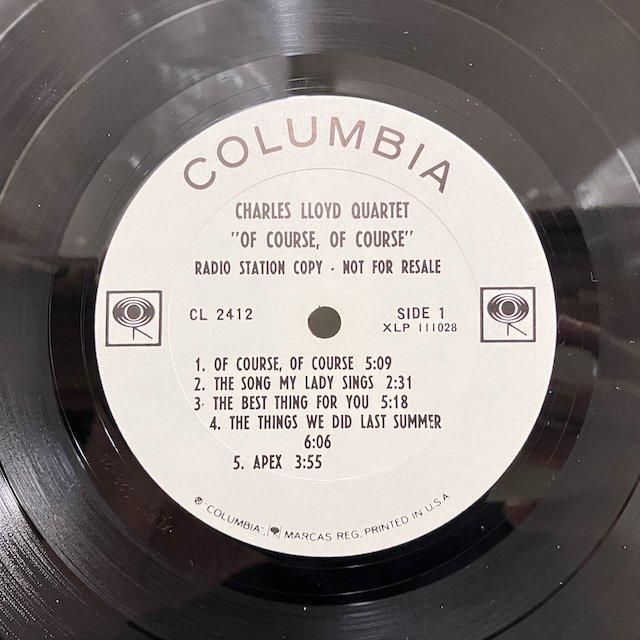 COLUMBIA
CHARLES LLOYD QUARTET
"OF COURSE, OF COURSE"
RADIO STATION COPY - NOT FOR RESALE
CL 2412
SIDE 1
XLP 111028
1. OF COURSE, OF COURSE 5:09
2. THE SONG MY LADY SINGS 2:31
3. THE BEST THING FOR YOU 5:18
4. THE THINGS WE DID LAST SUMMER
6:06
5. APEX 3:55
® COLUMBIA, MARCAS REG. PRINTED IN U.S.A.